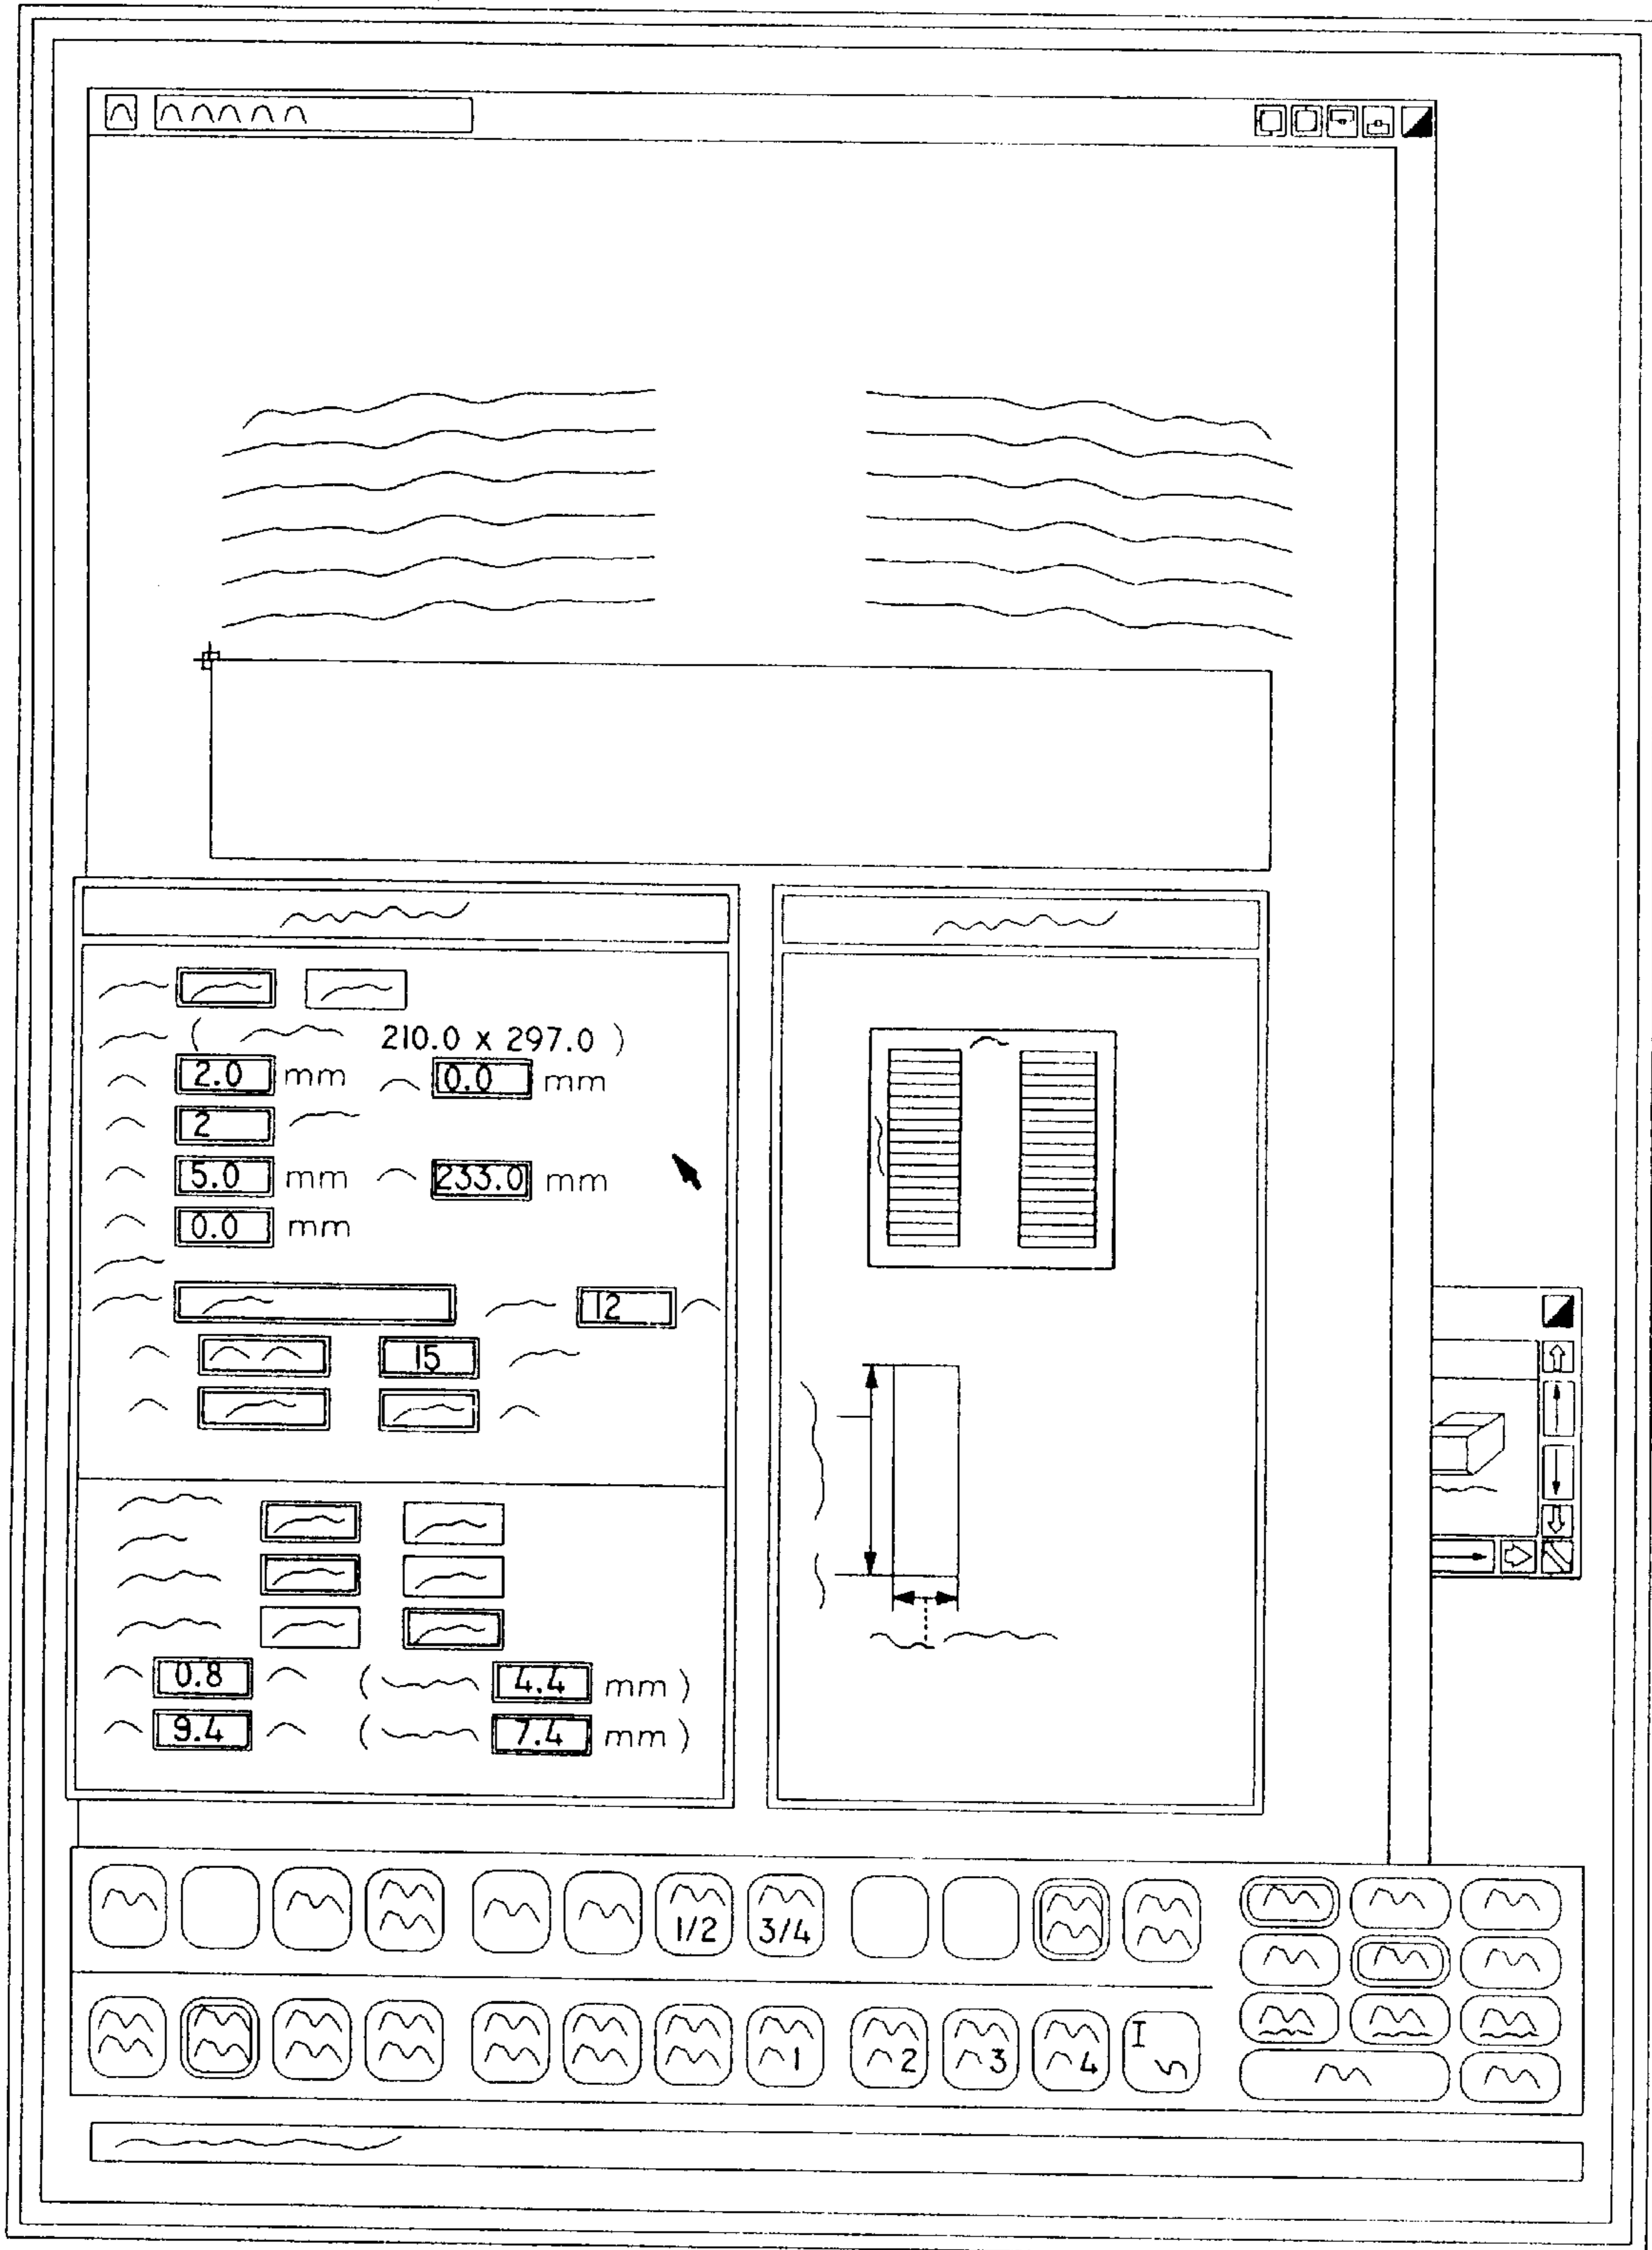 ( 210.0 x 297.0 )
2.0 mm 0.0 mm
2
5.0 mm 233.0 mm
0.0 mm
12
15
0.8 ( 4.4 mm )
9.4 ( 7.4 mm )
1/2 3/4
1 2 3 4 I